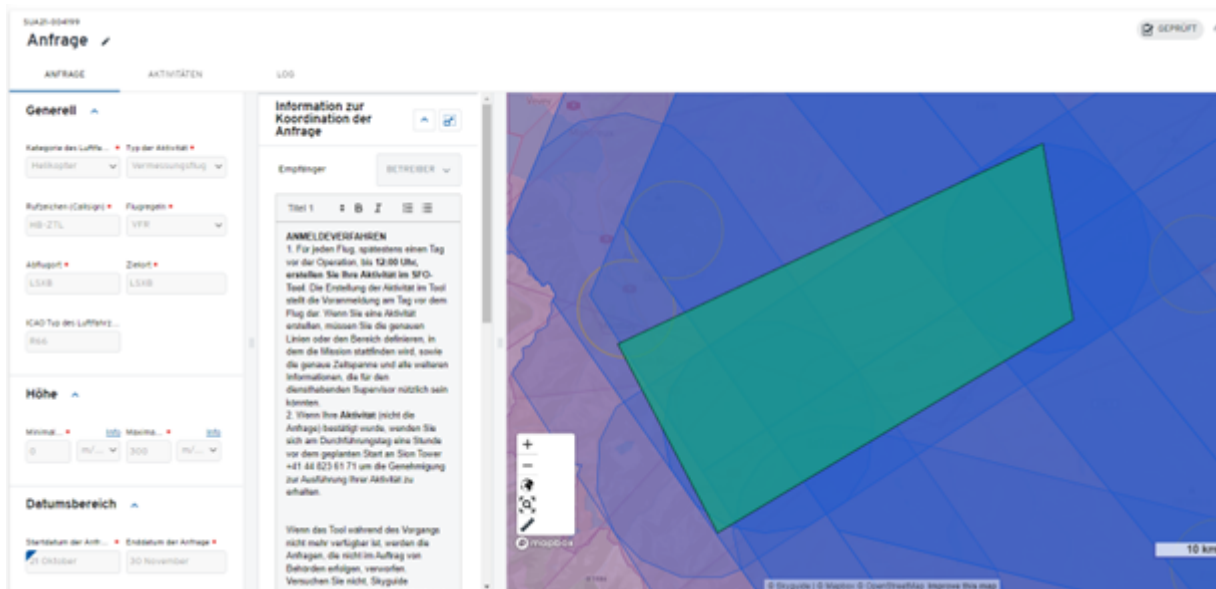 SUA21-004199
Anfrage
GEPRÜFT
ANFRAGE
AKTIVITÄTEN
LOG
Generell
Kategorie des Luftfa... *
Typ der Aktivität *
Helikopter
Vermessungsflug
Rufzeichen (Callsign) *
Flugregeln *
HB-ZTL
VFR
Abflugort *
Zielort *
LSXB
LSXB
ICAO Typ des Luftfahrz...
R66
Höhe
Minimal... *
Info
Maxima... *
Info
0
m/...
300
m/...
Datumsbereich
Startdatum der Anfr... *
Enddatum der Anfrage *
21 Oktober
30 November
Information zur
Koordination der
Anfrage
Empfänger
BETREIBER
Titel 1
B
I
ANMELDEVERFAHREN
1. Für jeden Flug, spätestens einen Tag
vor der Operation, bis 12:00 Uhr,
erstellen Sie Ihre Aktivität im SFO-
Tool. Die Erstellung der Aktivität im Tool
stellt die Voranmeldung am Tag vor dem
Flug dar. Wenn Sie eine Aktivität
erstellen, müssen Sie die genauen
Linien oder den Bereich definieren, in
dem die Mission stattfinden wird, sowie
die genaue Zeitspanne und alle weiteren
Informationen, die für den
diensthabenden Supervisor nützlich sein
könnten.
2. Wenn Ihre Aktivität (nicht die
Anfrage) bestätigt wurde, wenden Sie
sich am Durchführungstag eine Stunde
vor dem geplanten Start an Sion Tower
+41 44 823 61 71 um die Genehmigung
zur Ausführung Ihrer Aktivität zu
erhalten.
Wenn das Tool während des Vorgangs
nicht mehr verfügbar ist, werden die
Anfragen, die nicht im Auftrag von
Behörden erfolgen, verworfen.
Versuchen Sie nicht, Skyguide
mapbox
10 km
© Skyguide | © Mapbox © OpenStreetMap Improve this map